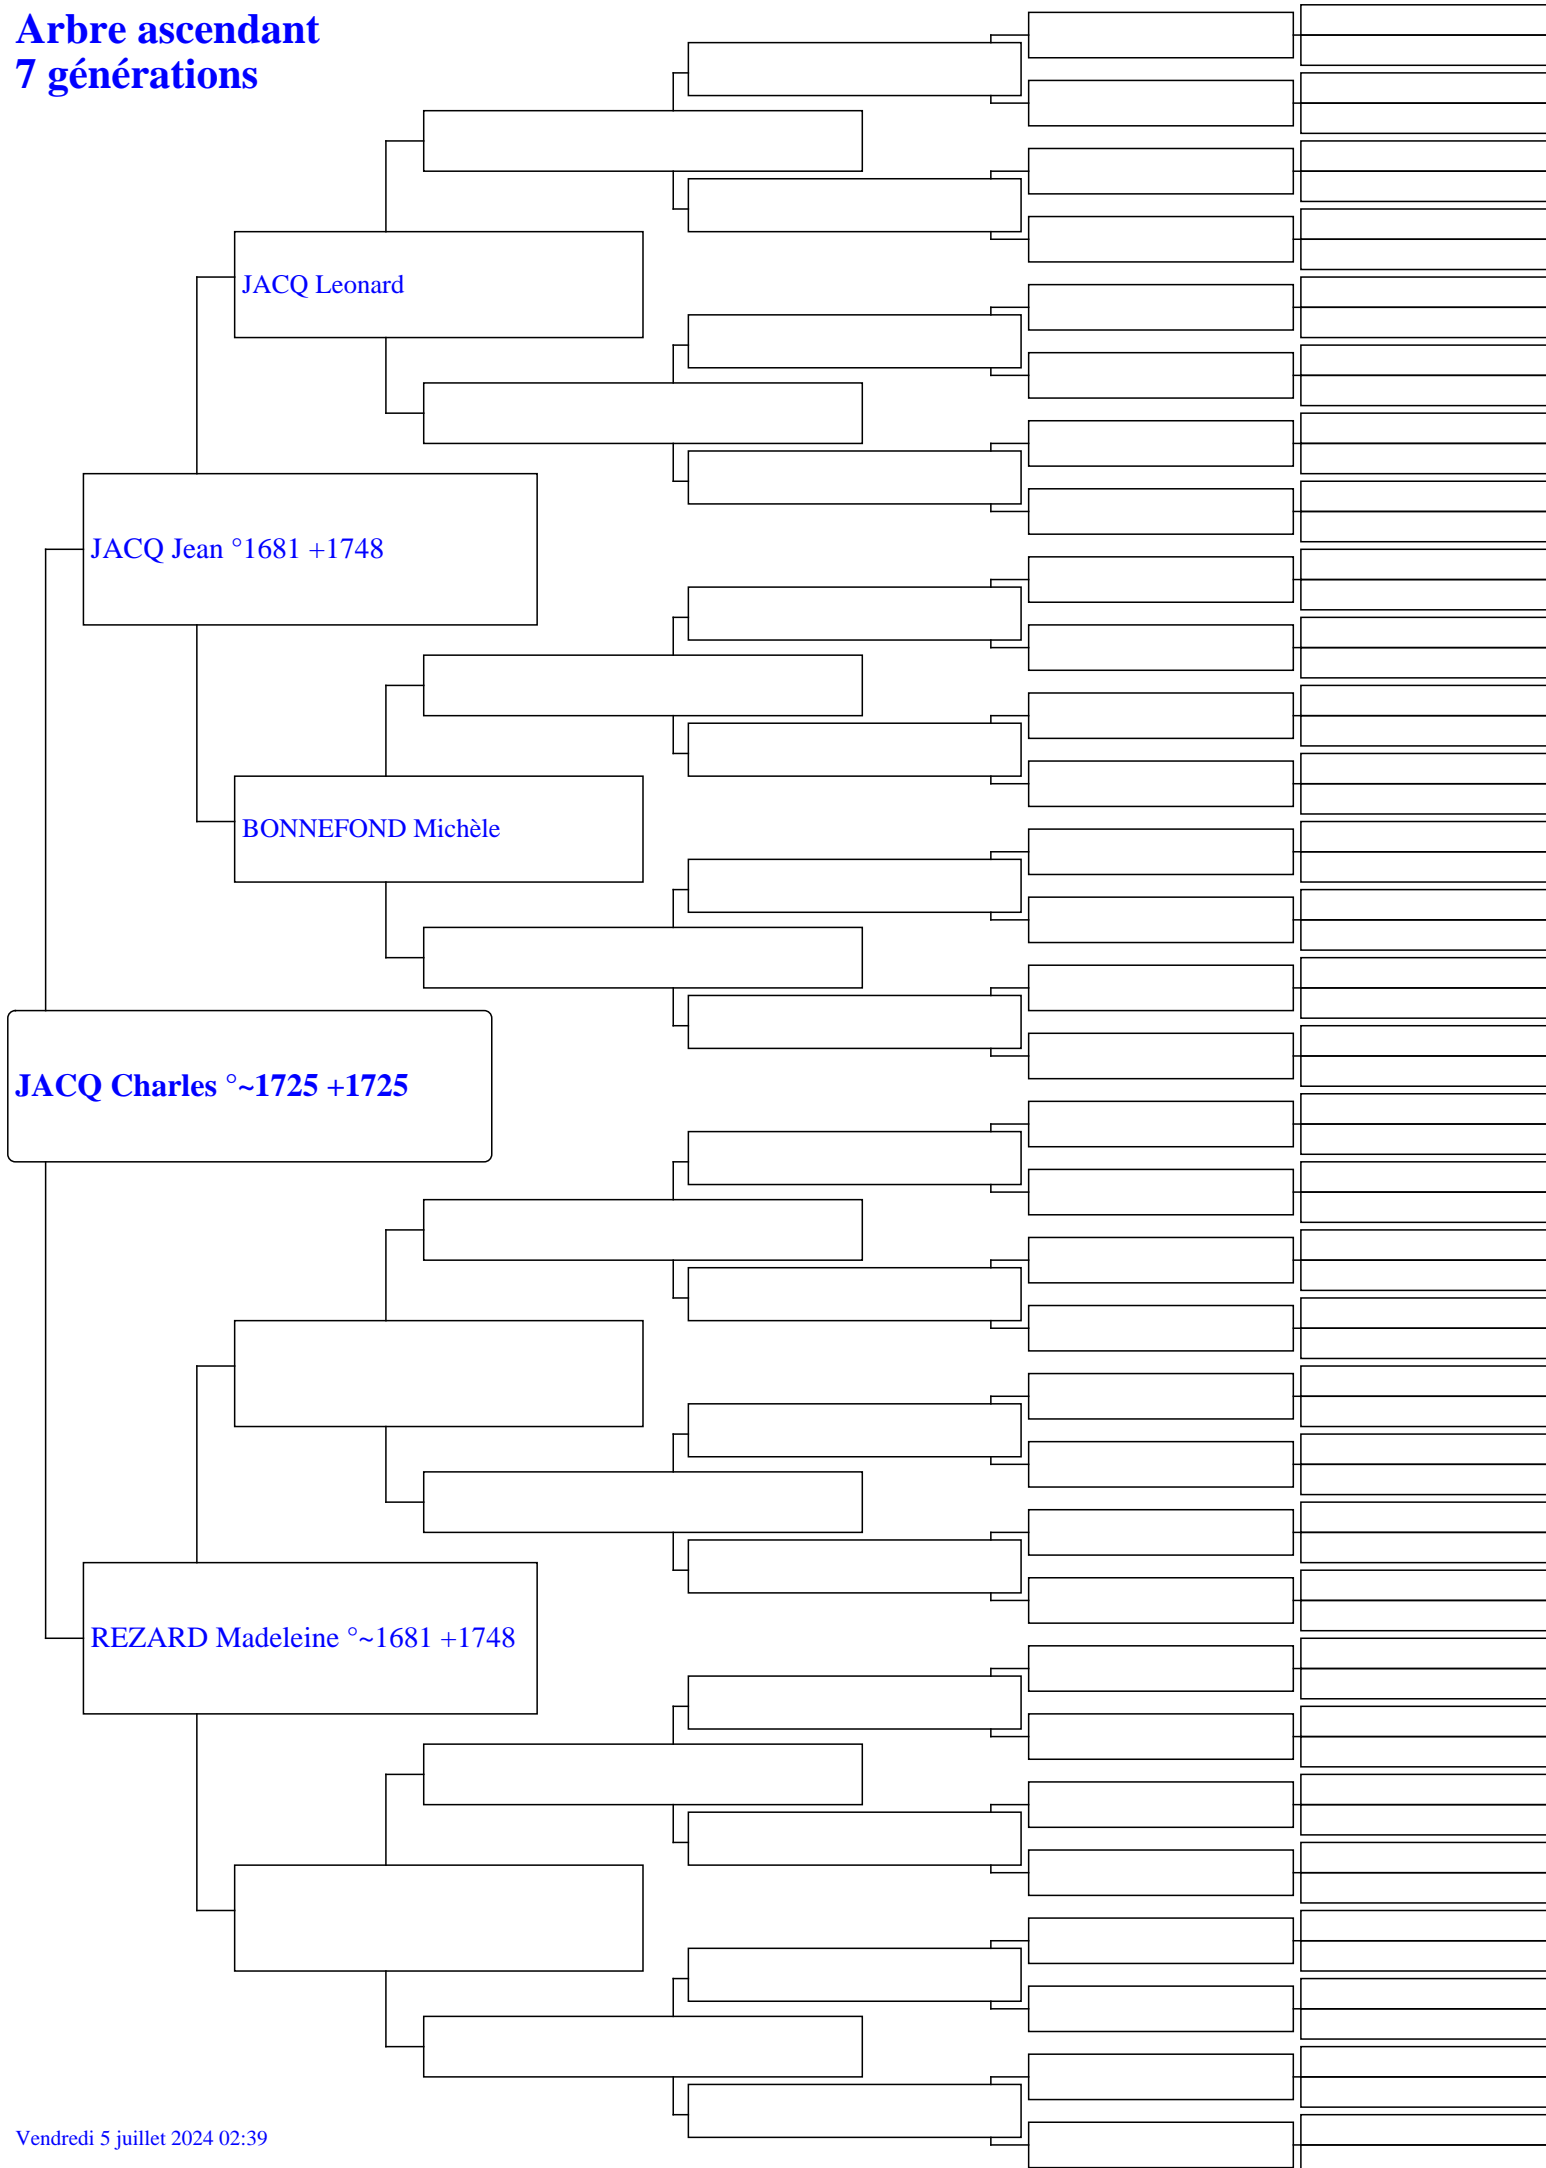 Arbre ascendant
7 générations
JACQ Leonard
JACQ Jean °1681 +1748
BONNEFOND Michèle
JACQ Charles °~1725 +1725
REZARD Madeleine °~1681 +1748
Vendredi 5 juillet 2024 02:39